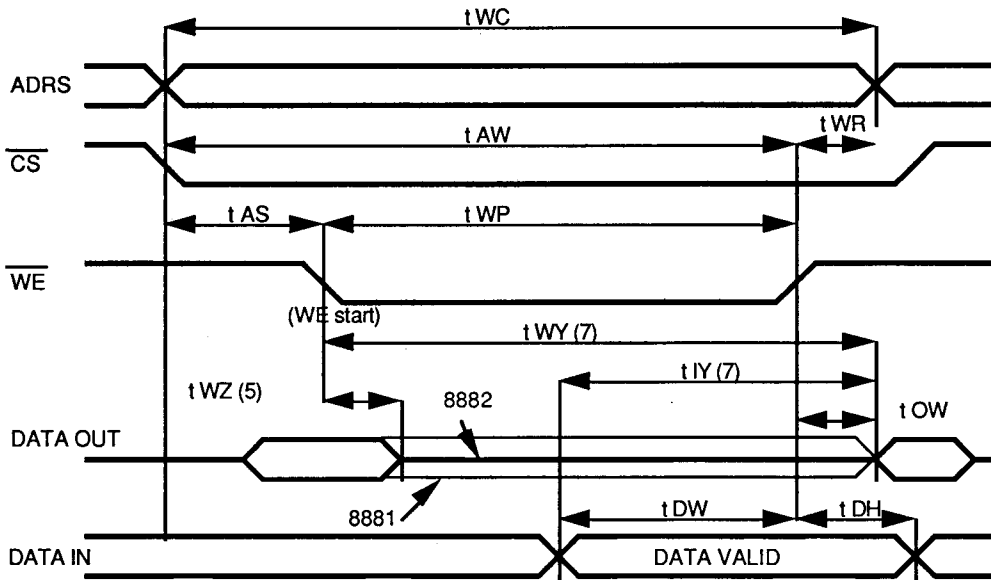 t WC
ADRS
t WR
t AW
CS
t AS
t WP
WE
(WE start)
t WY (7)
t IY (7)
t WZ (5)
8882
t OW
DATA OUT
8881
t DW
t DH
DATA IN
DATA VALID